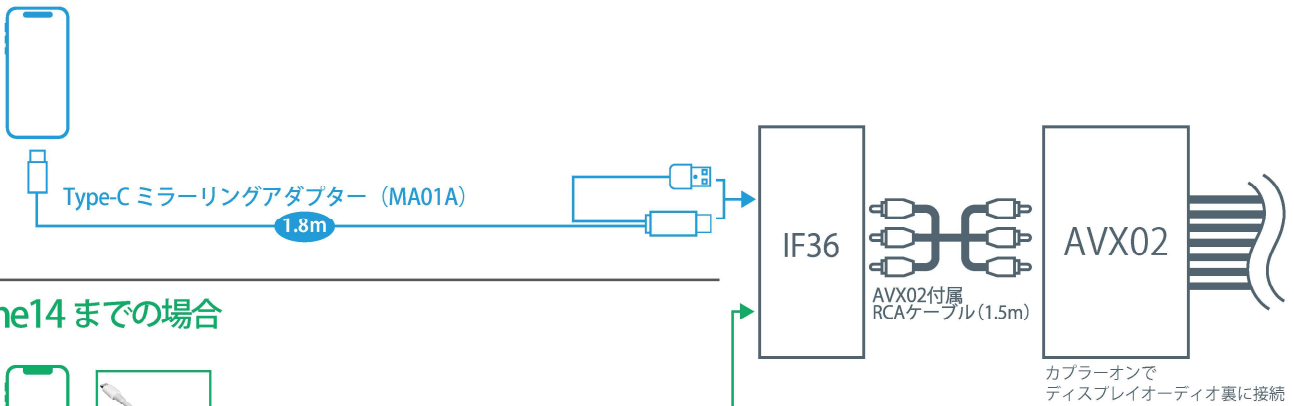 Type-C ミラーリングアダプター（MA01A）
1.8m
IF36
AVX02
AVX02付属
RCAケーブル（1.5m）
カプラーオンで
ディスプレイオーディオ裏に接続
ne14 までの場合